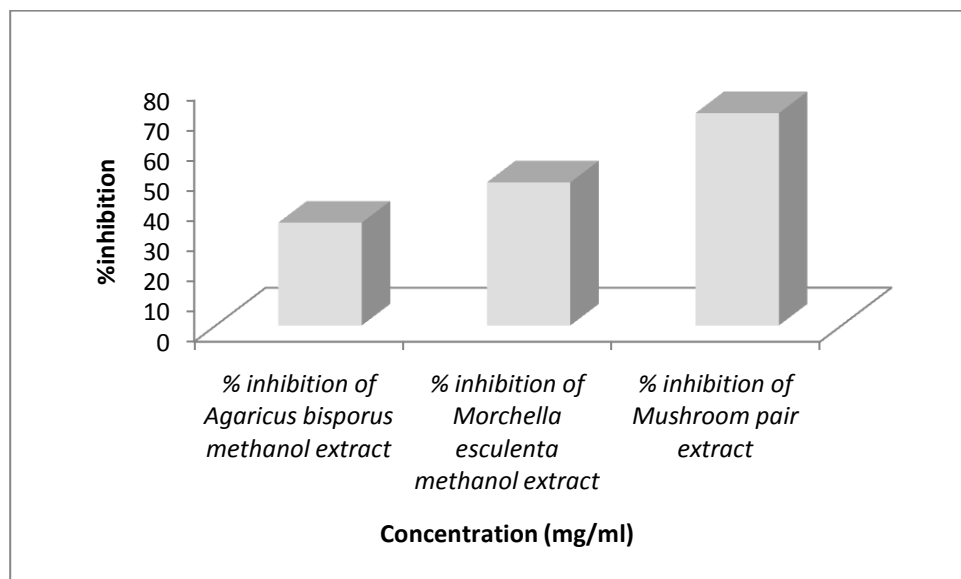 80
70
60
50
40
30
20
10
0
%inhibition
% inhibition of
Agaricus bisporus
methanol extract
% inhibition of
Morchella
esculenta
methanol extract
% inhibition of
Mushroom pair
extract
Concentration (mg/ml)